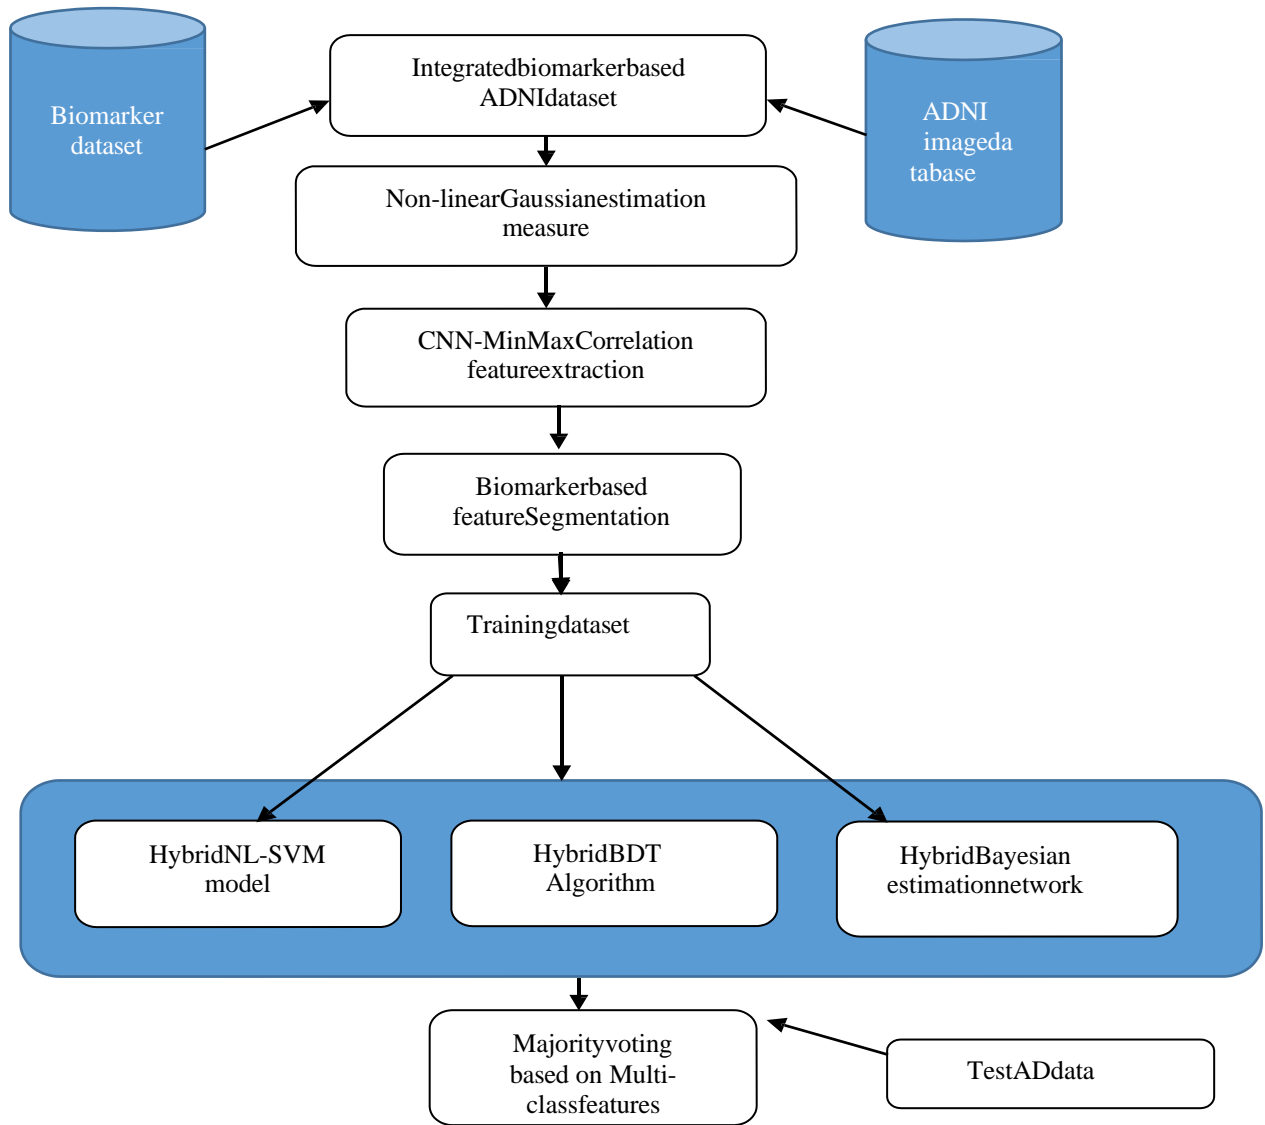 Biomarker
dataset
Integratedbiomarkerbased
ADNIdataset
ADNI
imageda
tabase
Non-linearGaussianestimation
measure
CNN-MinMaxCorrelation
featureextraction
Biomarkerbased
featureSegmentation
Trainingdataset
HybridNL-SVM
model
HybridBDT
Algorithm
HybridBayesian
estimationnetwork
Majorityvoting
based on Multi-
classfeatures
TestADdata